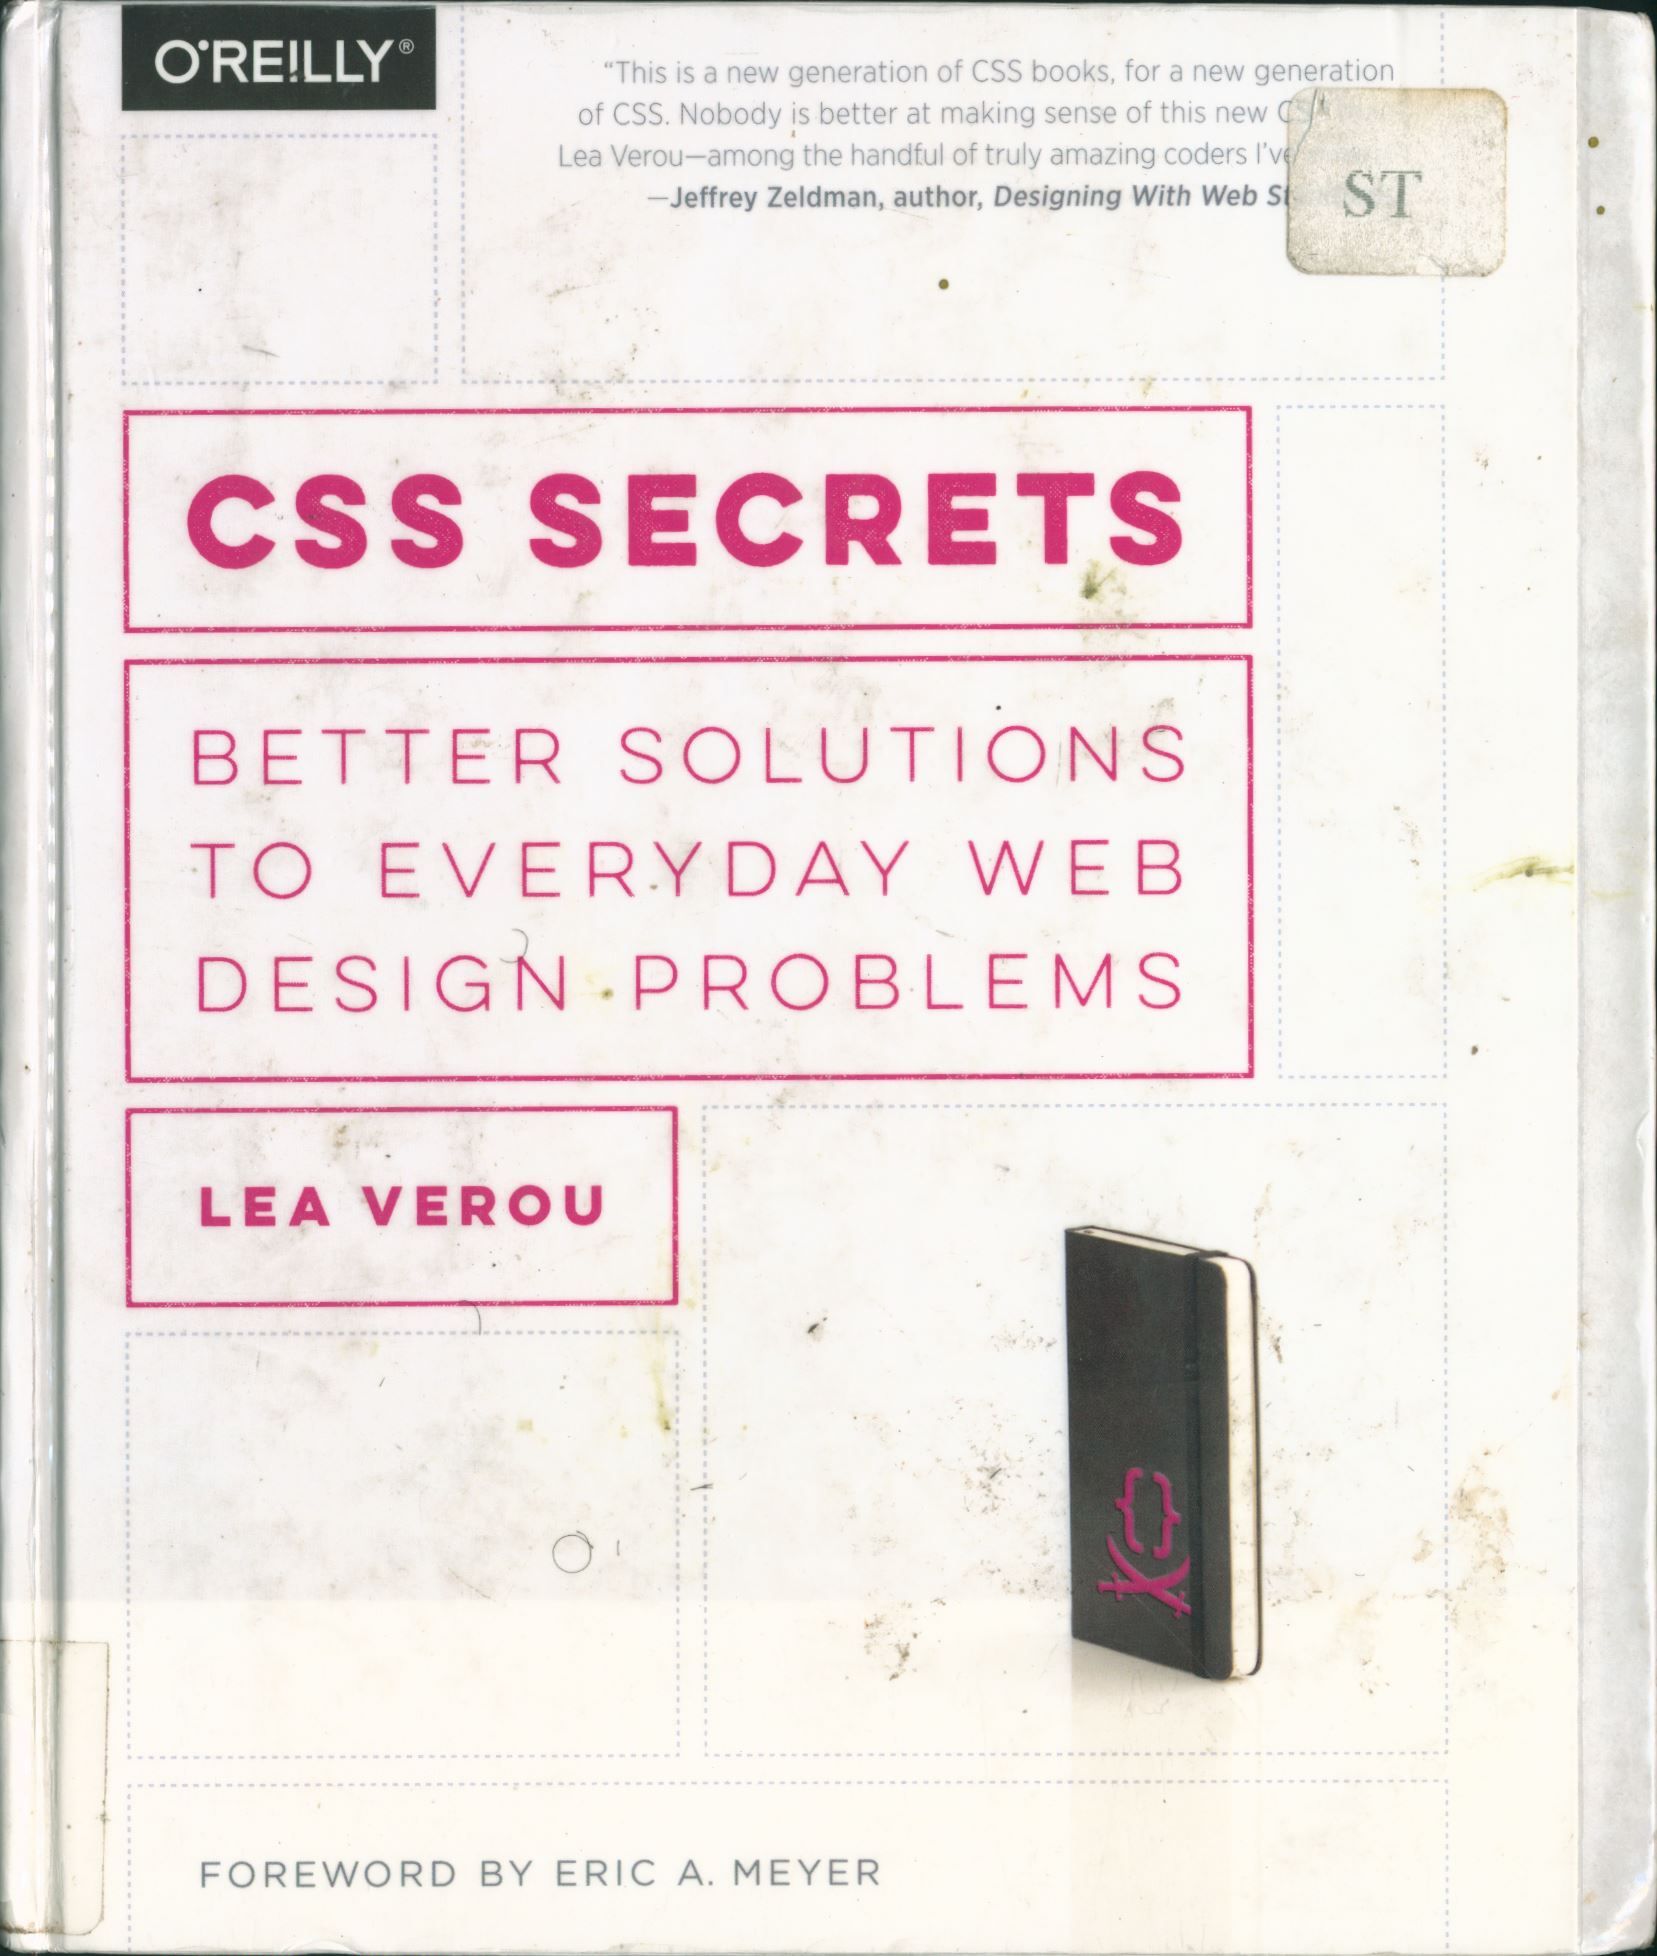 O'REILLY®
"This is a new generation of CSS books, for a new generation
of CSS. Nobody is better at making sense of this new
Lea Verou—among the handful of truly amazing coders I've
—Jeffrey Zeldman, author, Designing With Web
ST
CSS SECRETS
BETTER SOLUTIONS
TO EVERYDAY WEB
DESIGN PROBLEMS
LEA VEROU
FOREWORD BY ERIC A. MEYER